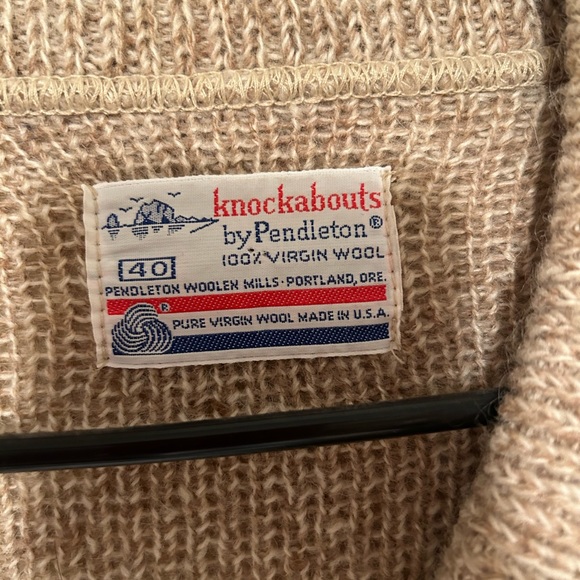 knockabouts
by Pendleton®
100% VIRGIN WOOL
40
PENDLETON WOOLEN MILLS · PORTLAND, ORE.
®
PURE VIRGIN WOOL MADE IN U.S.A.